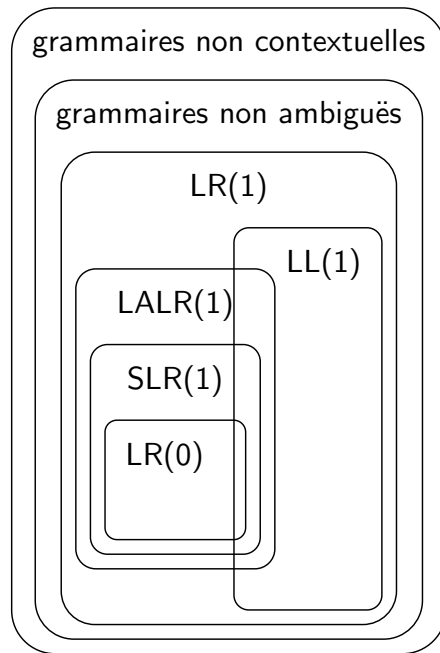 grammaires non contextuelles
grammaires non ambiguës
LR(1)
LL(1)
LALR(1)
SLR(1)
LR(0)